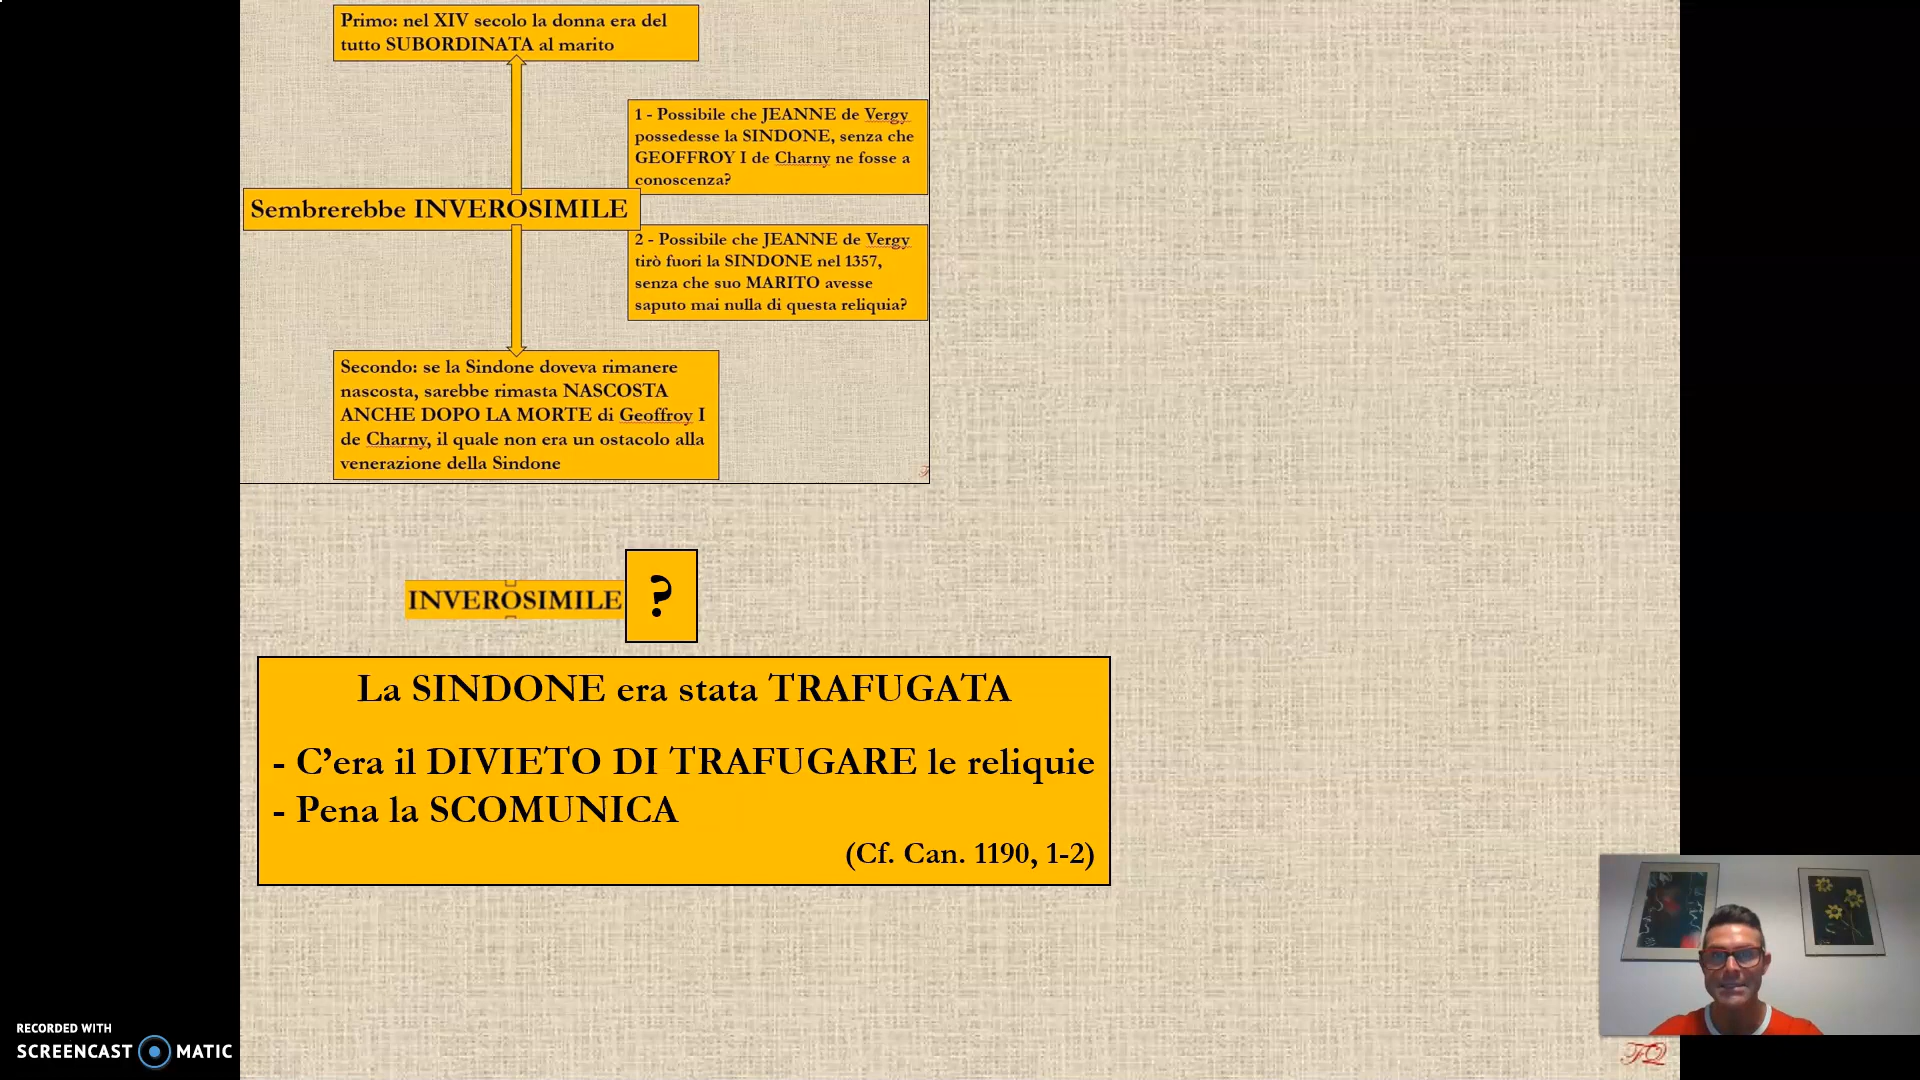 Primo: nel XIV secolo la donna era del
tutto SUBORDINATA al marito
1 - Possibile che JEANNE de Vergy
possedesse la SINDONE, senza che
GEOFFROY I de Charny ne fosse a
conoscenza?
Sembrerebbe INVEROSIMILE
2 - Possibile che JEANNE de Vergy
tirò fuori la SINDONE nel 1357,
senza che suo MARITO avesse
saputo mai nulla di questa reliquia?
Secondo: se la Sindone doveva rimanere
nascosta, sarebbe rimasta NASCOSTA
ANCHE DOPO LA MORTE di Geoffroy I
de Charny, il quale non era un ostacolo alla
venerazione della Sindone
INVEROSIMILE ?
La SINDONE era stata TRAFUGATA
- C’era il DIVIETO DI TRAFUGARE le reliquie
- Pena la SCOMUNICA
(Cf. Can. 1190, 1-2)
RECORDED WITH
SCREENCAST MATIC
FQ